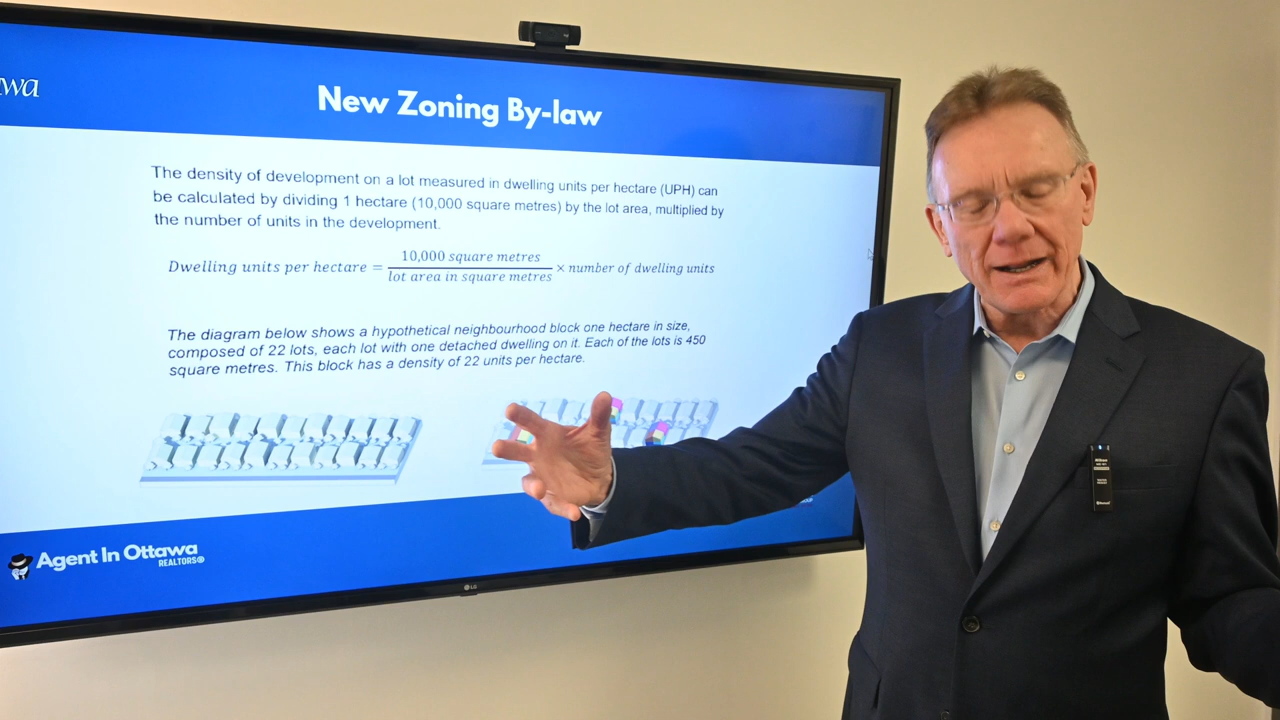 wa
New Zoning By-law
The density of development on a lot measured in dwelling units per hectare (UPH) can
be calculated by dividing 1 hectare (10,000 square metres) by the lot area, multiplied by
the number of units in the development.
Dwelling units per hectare = 10,000 square metres / lot area in square metres × number of dwelling units
The diagram below shows a hypothetical neighbourhood block one hectare in size,
composed of 22 lots, each lot with one detached dwelling on it. Each of the lots is 450
square metres. This block has a density of 22 units per hectare.
Agent In Ottawa
REALTORS®
LG